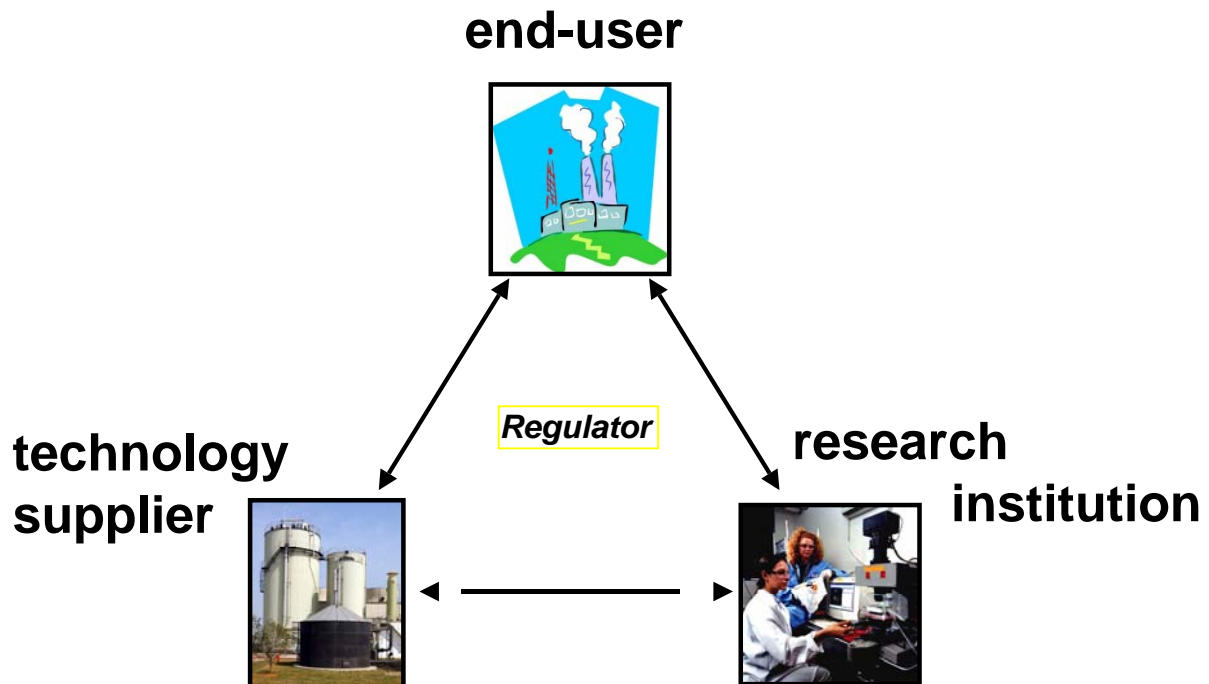 end-user
Regulator
technology
supplier
research
institution